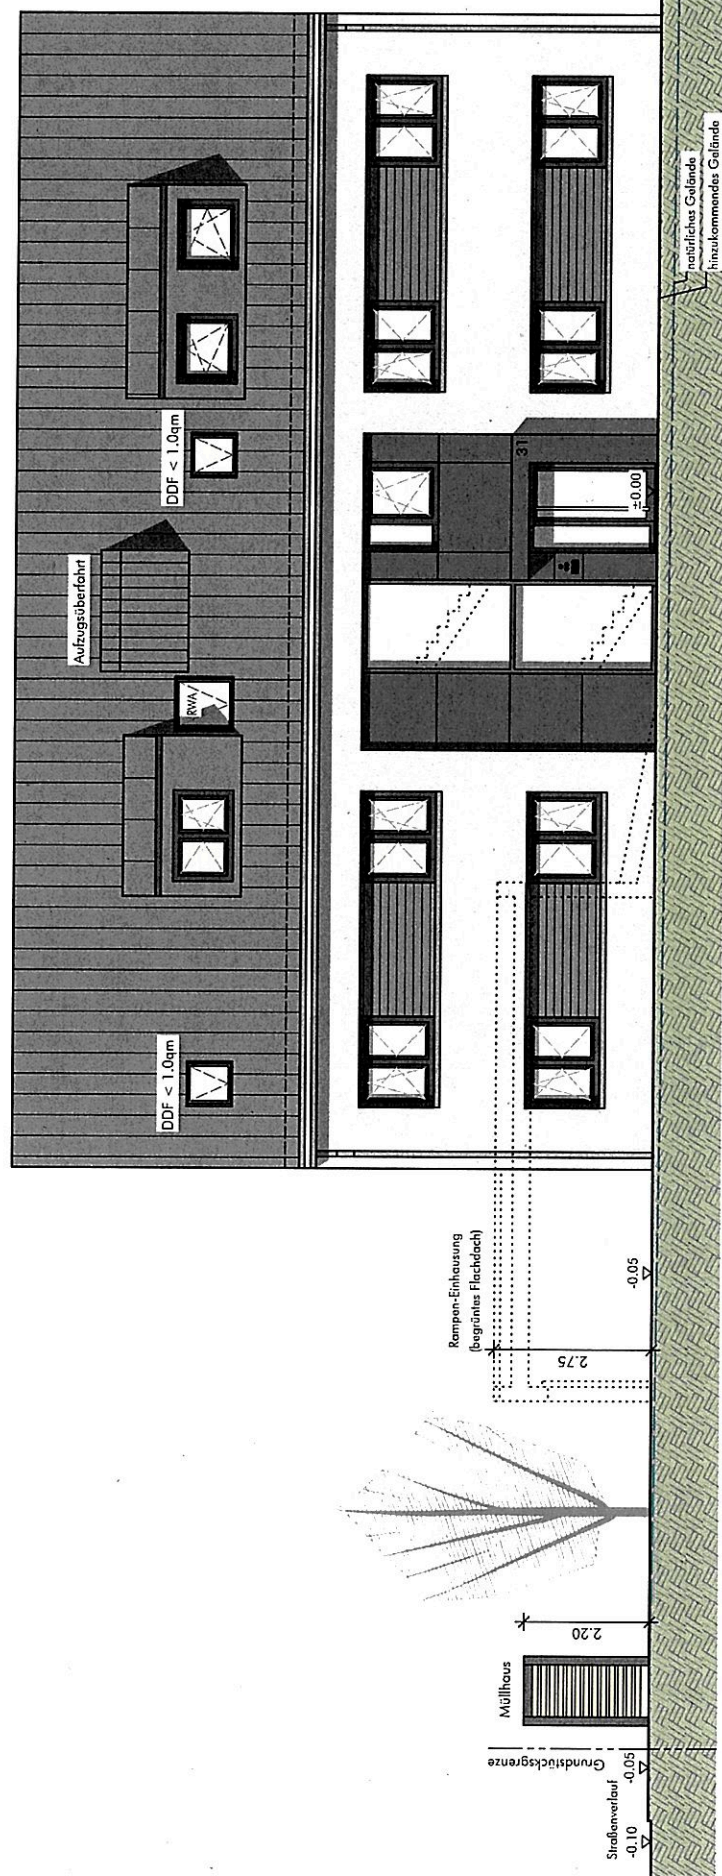 Straßenverlauf
-0.10
-0.05
Grundstücksgrenze
Müllhaus
2.20
Rampen-Einhausung
(begrüntes Flachdach)
2.75
-0.05
DDF < 1.0qm
RWA
Aufzugsüberfahrt
DDF < 1.0qm
31
±0.00
natürliches Gelände
hinzukommendes Gelände